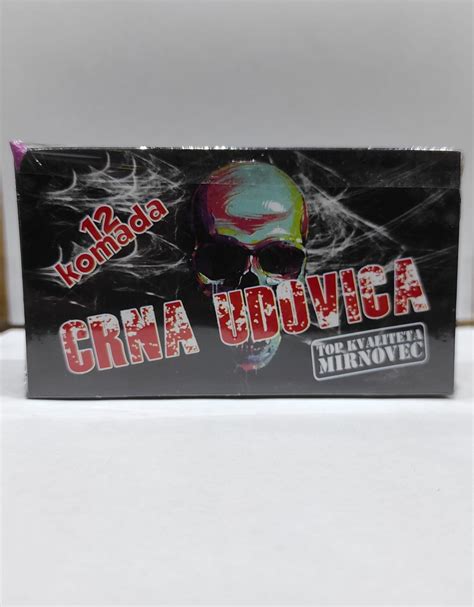 12
komada
CRNA UDOVICA
TOP KVALITETA
MIRNOVEC